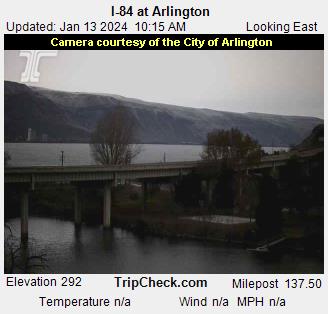 I-84 at Arlington
Updated: Jan 13 2024 10:15 AM Looking East
Camera courtesy of the City of Arlington
Elevation 292 TripCheck.com Milepost 137.50
Temperature n/a Wind n/a MPH n/a